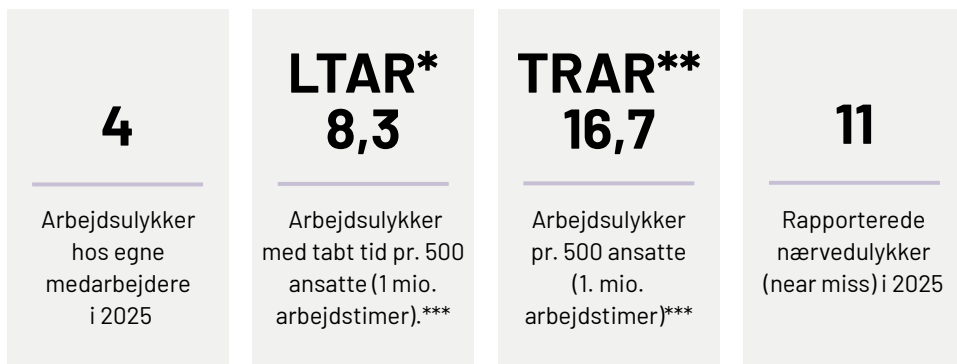 4
Arbejdsulykker
hos egne
medarbejdere
i 2025
LTAR*
8,3
Arbejdsulykker
med tabt tid pr. 500
ansatte (1 mio.
arbejdstimer).***
TRAR**
16,7
Arbejdsulykker
pr. 500 ansatte
(1. mio.
arbejdstimer)***
11
Rapporterede
nærvedulykker
(near miss) i 2025